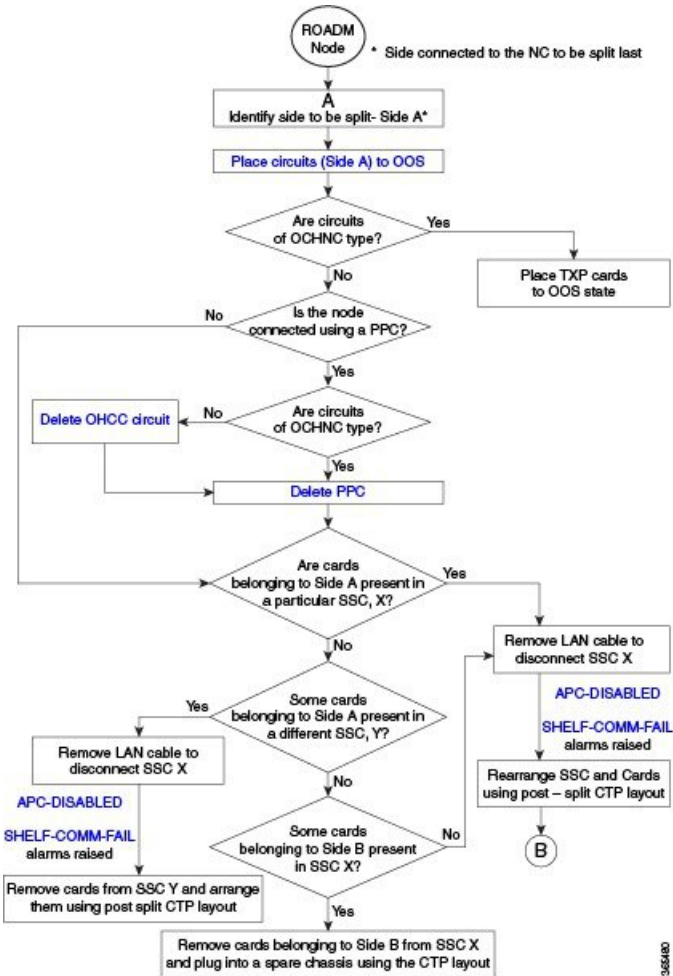 ROADM
Node
* Side connected to the NC to be split last
A
Identify side to be split- Side A*
Place circuits (Side A) to OOS
Are circuits
of OCHNC type?
Yes
Place TXP cards
to OOS state
No
No
Is the node
connected using a PPC?
Yes
Delete OHCC circuit
No
Are circuits
of OCHNC type?
Yes
Delete PPC
Are cards
belonging to Side A present in
a particular SSC, X?
Yes
No
Remove LAN cable to
disconnect SSC X
APC-DISABLED
SHELF-COMM-FAIL
alarms raised
Rearrange SSC and Cards
using post – split CTP layout
B
Yes
Some cards
belonging to Side A present in
a different SSC, Y?
Remove LAN cable to
disconnect SSC X
No
APC-DISABLED
SHELF-COMM-FAIL
alarms raised
Remove cards from SSC Y and arrange
them using post split CTP layout
Some cards
belonging to Side B present
in SSC X?
No
Yes
Remove cards belonging to Side B from SSC X
and plug into a spare chassis using the CTP layout
365480